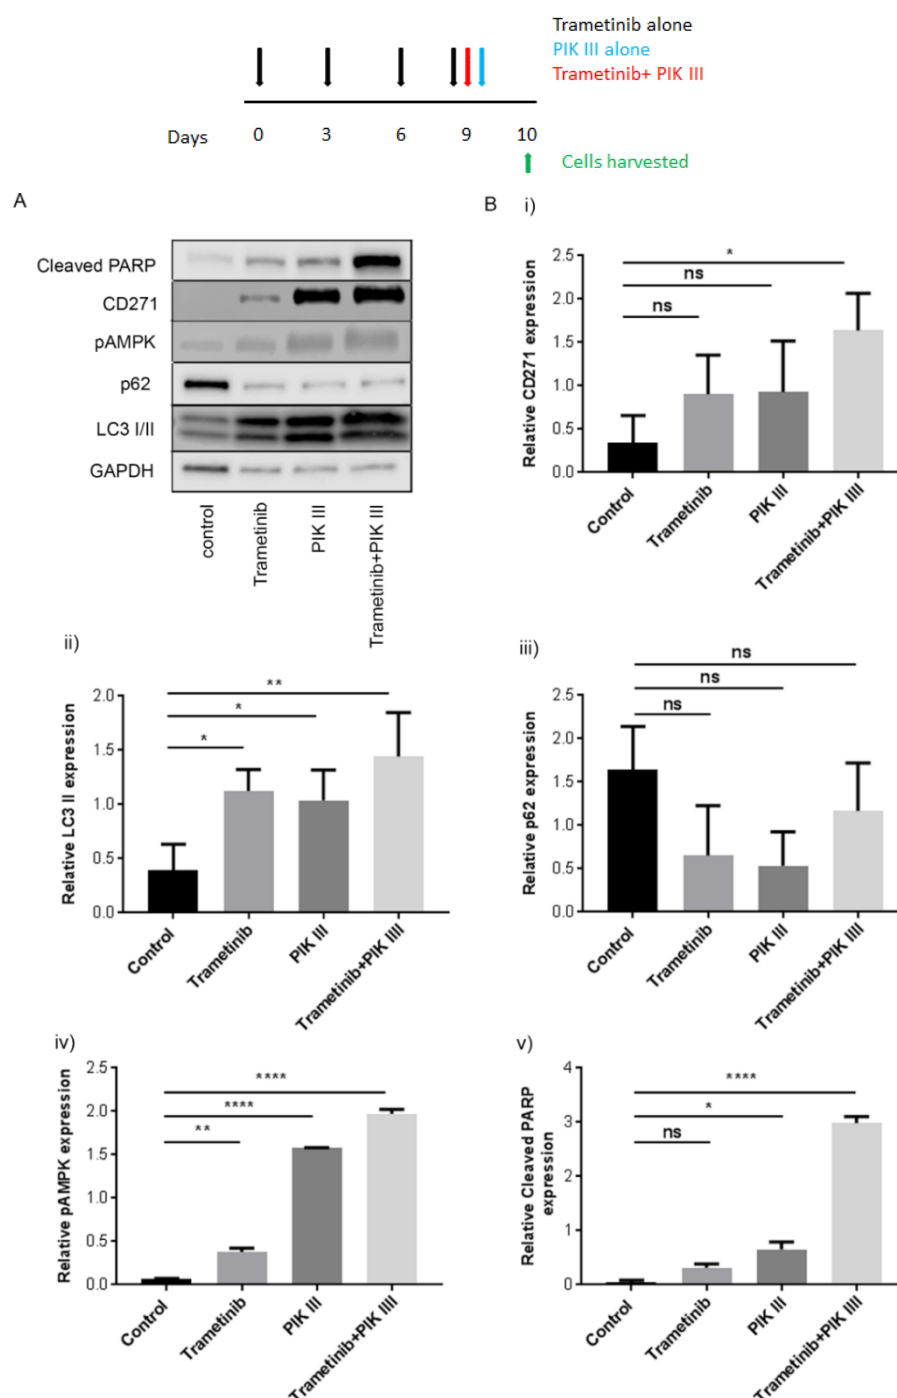 Trametinib alone
PIK III alone
Trametinib+ PIK III
Days 0 3 6 9 10
Cells harvested
A
Cleaved PARP
CD271
pAMPK
p62
LC3 I/II
GAPDH
control
Trametinib
PIK III
Trametinib+PIK III
B i)
Relative CD271 expression
2.5
2.0
1.5
1.0
0.5
0.0
*
ns
ns
Control
Trametinib
PIK III
Trametinib+PIK IIII
ii)
Relative LC3 II expression
2.0
1.5
1.0
0.5
0.0
**
*
*
Control
Trametinib
PIK III
Trametinib+PIK IIII
iii)
Relative p62 expression
2.5
2.0
1.5
1.0
0.5
0.0
ns
ns
ns
Control
Trametinib
PIK III
Trametinib+PIK IIII
iv)
Relative pAMPK expression
2.5
2.0
1.5
1.0
0.5
0.0
****
****
**
Control
Trametinib
PIK III
Trametinib+PIK IIII
v)
Relative Cleaved PARP
expression
4
3
2
1
0
****
*
ns
Control
Trametinib
PIK III
Trametinib+PIK IIII